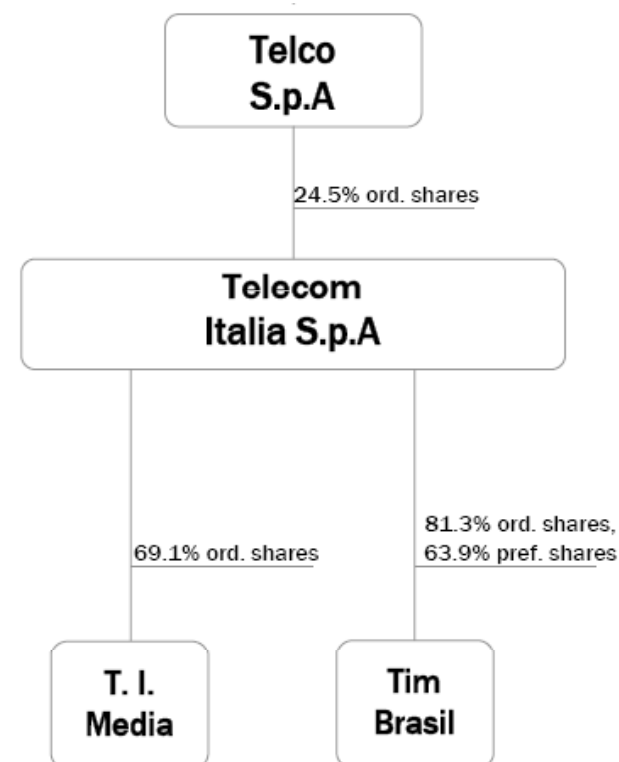 Telco
S.p.A
24.5% ord. shares
Telecom
Italia S.p.A
81.3% ord. shares,
63.9% pref. shares
69.1% ord. shares
T. I.
Media
Tim
Brasil